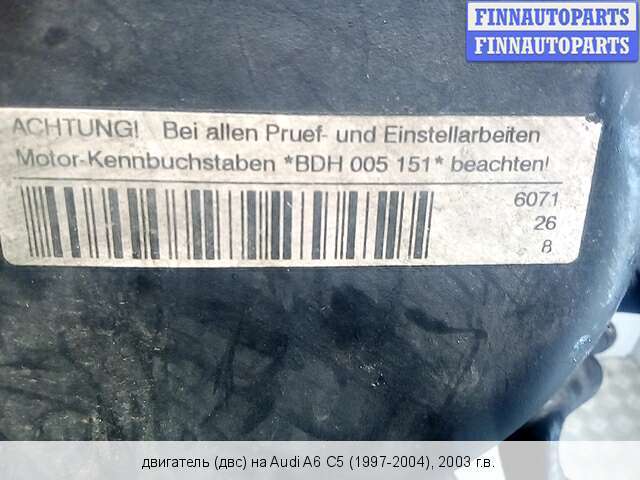 FINNAUTOPARTS
FINNAUTOPARTS
ACHTUNG! Bei allen Pruef- und Einstellarbeiten
Motor-Kennbuchstaben *BDH 005 151* beachten!
6071
26
8
двигатель (двс) на Audi A6 C5 (1997-2004), 2003 г.в.